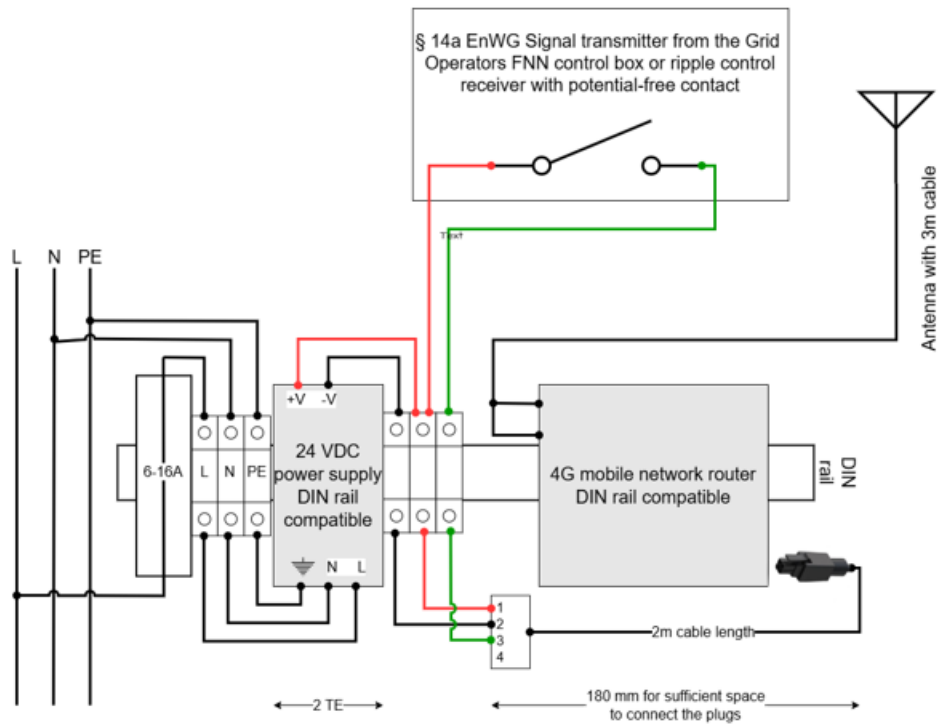 § 14a EnWG Signal transmitter from the Grid
Operators FNN control box or ripple control
receiver with potential-free contact
Antenna with 3m cable
Text
L N PE
+V -V
6-16A
L N PE
24 VDC
power supply
DIN rail
compatible
4G mobile network router
DIN rail compatible
DIN
rail
N L
1
2
3
4
2m cable length
2 TE
180 mm for sufficient space
to connect the plugs